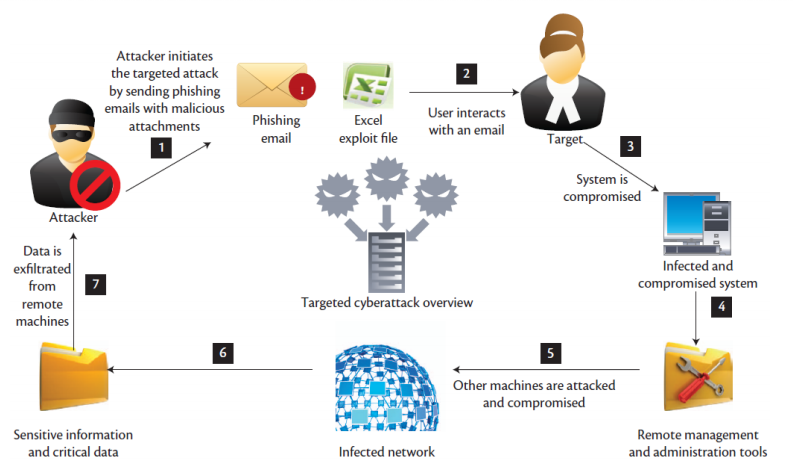 Attacker initiates
the targeted attack
by sending phishing
emails with malicious
attachments
1
Phishing
email
Excel
exploit file
2
User interacts
with an email
Target
3
System is
compromised
Attacker
Infected and
compromised system
Data is
exfiltrated
from
remote
machines
7
Targeted cyberattack overview
4
6
5
Other machines are attacked
and compromised
Sensitive information
and critical data
Infected network
Remote management
and administration tools